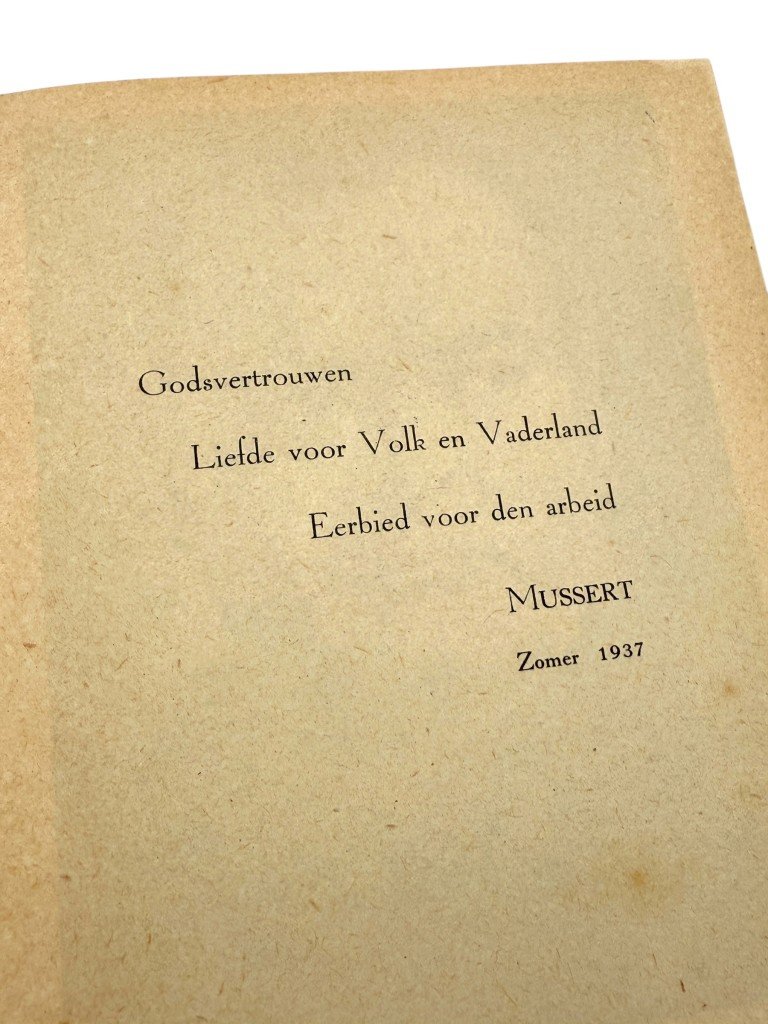 Godsvertrouwen
Liefde voor Volk en Vaderland
Eerbied voor den arbeid
MUSSERT
Zomer 1937